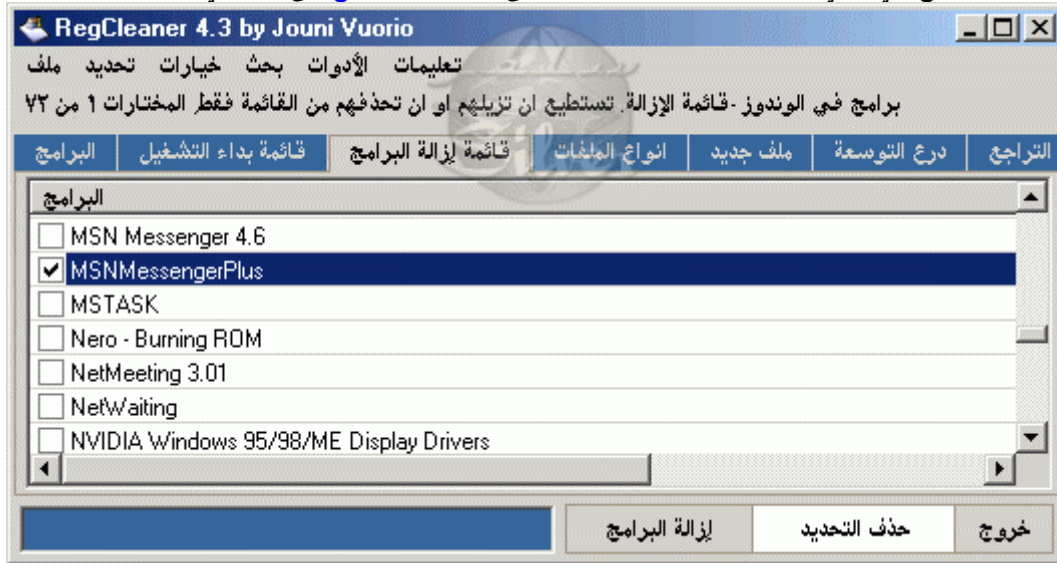 RegCleaner 4.3 by Jouni Vuorio
ملف تحديد خيارات بحث الأدوات تعليمات
برامج في الوندوز -قائمة الإزالة. تستطيع ان تزيلهم او ان تحذفهم من القائمة فقط. المختارات ١ من ٧٢
البرامج قائمة بداء التشغيل قائمة لإزالة البرامج انواع الملفات ملف جديد درع التوسعة التراجع
البرامج
MSN Messenger 4.6
MSNMessengerPlus
MSTASK
Nero - Burning ROM
NetMeeting 3.01
NetWaiting
NVIDIA Windows 95/98/ME Display Drivers
لإزالة البرامج حذف التحديد خروج